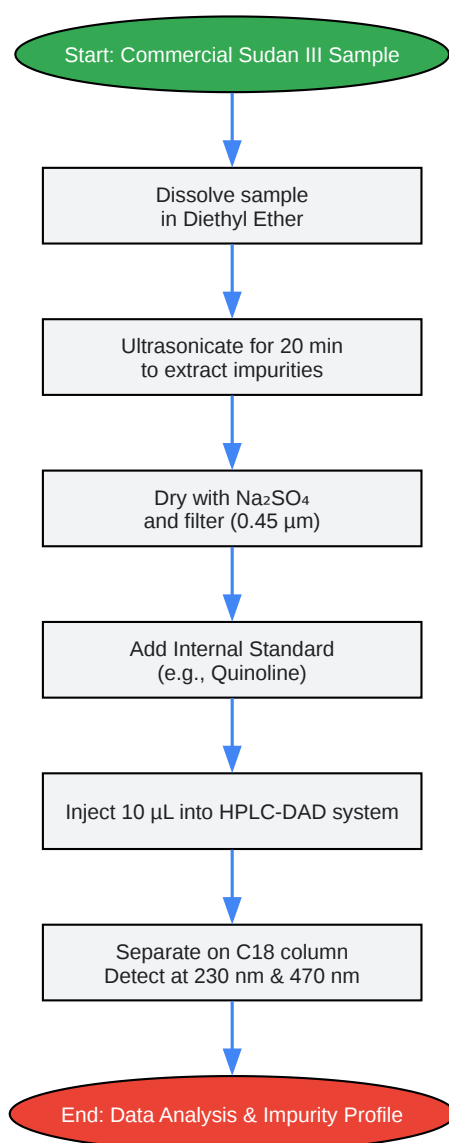 Start: Commercial Sudan III Sample
Dissolve sample
in Diethyl Ether
Ultrasonicate for 20 min
to extract impurities
Dry with Na₂SO₄
and filter (0.45 µm)
Add Internal Standard
(e.g., Quinoline)
Inject 10 µL into HPLC-DAD system
Separate on C18 column
Detect at 230 nm & 470 nm
End: Data Analysis & Impurity Profile